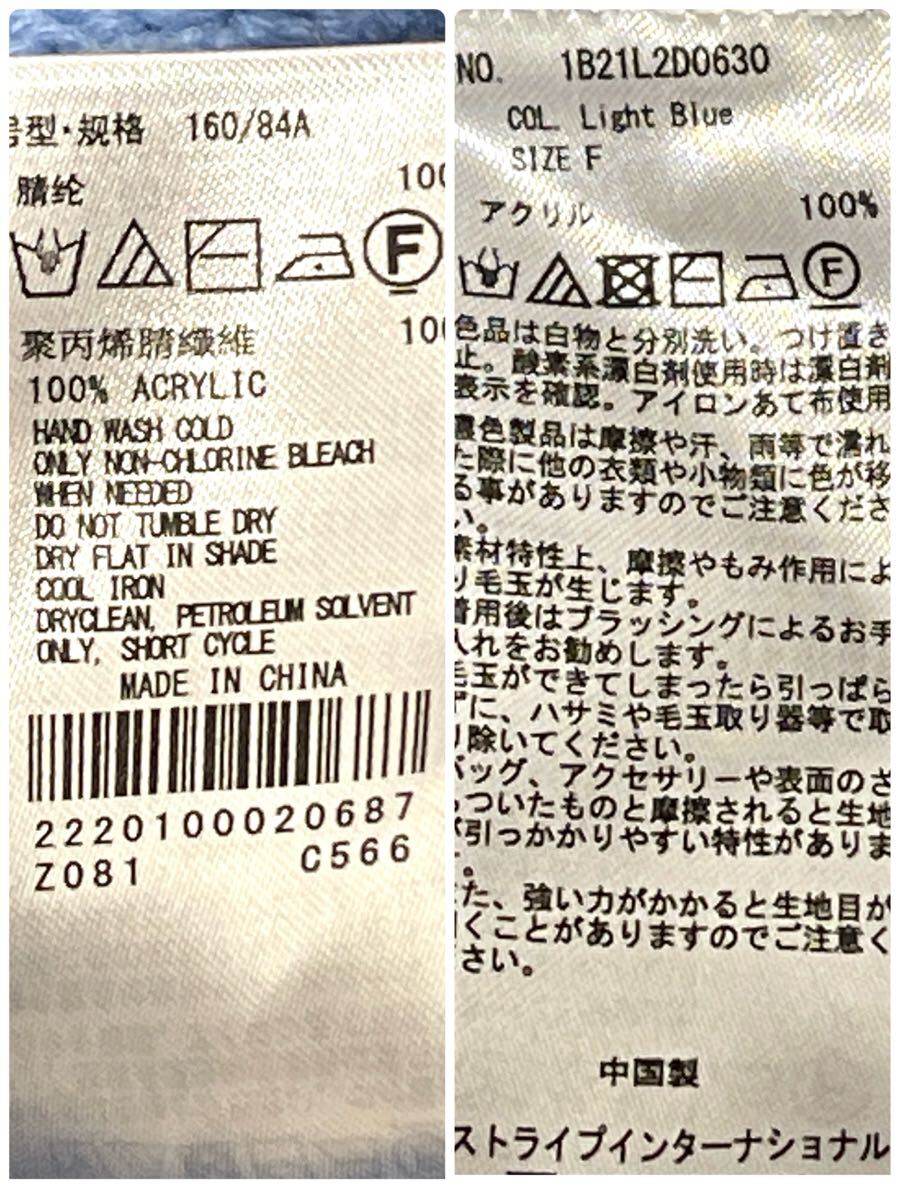 号型·规格 160/84A
腈纶 100
F
聚丙烯腈纖維 100
100% ACRYLIC
HAND WASH COLD
ONLY NON-CHLORINE BLEACH
WHEN NEEDED
DO NOT TUMBLE DRY
DRY FLAT IN SHADE
COOL IRON
DRYCLEAN, PETROLEUM SOLVENT
ONLY, SHORT CYCLE
MADE IN CHINA
2220100020687
Z081 C566
NO. 1B21L2D0630
COL. Light Blue
SIZE F
アクリル 100%
F
色品は白物と分別洗い。つけ置き
止。酸素系漂白剤使用時は漂白剤
表示を確認。アイロンあて布使用
濃色製品は摩擦や汗、雨等で濡れ
た際に他の衣類や小物類に色が移
る事がありますのでご注意くださ
い。
素材特性上、摩擦やもみ作用によ
り毛玉が生じます。
着用後はブラッシングによるお手
入れをお勧めします。
毛玉ができてしまったら引っぱら
ずに、ハサミや毛玉取り器等で取
り除いてください。
バッグ、アクセサリーや表面のざ
らついたものと摩擦されると生地
が引っかかりやすい特性がありま
す。
また、強い力がかかると生地目が
開くことがありますのでご注意く
ださい。
中国製
ストライプインターナショナル